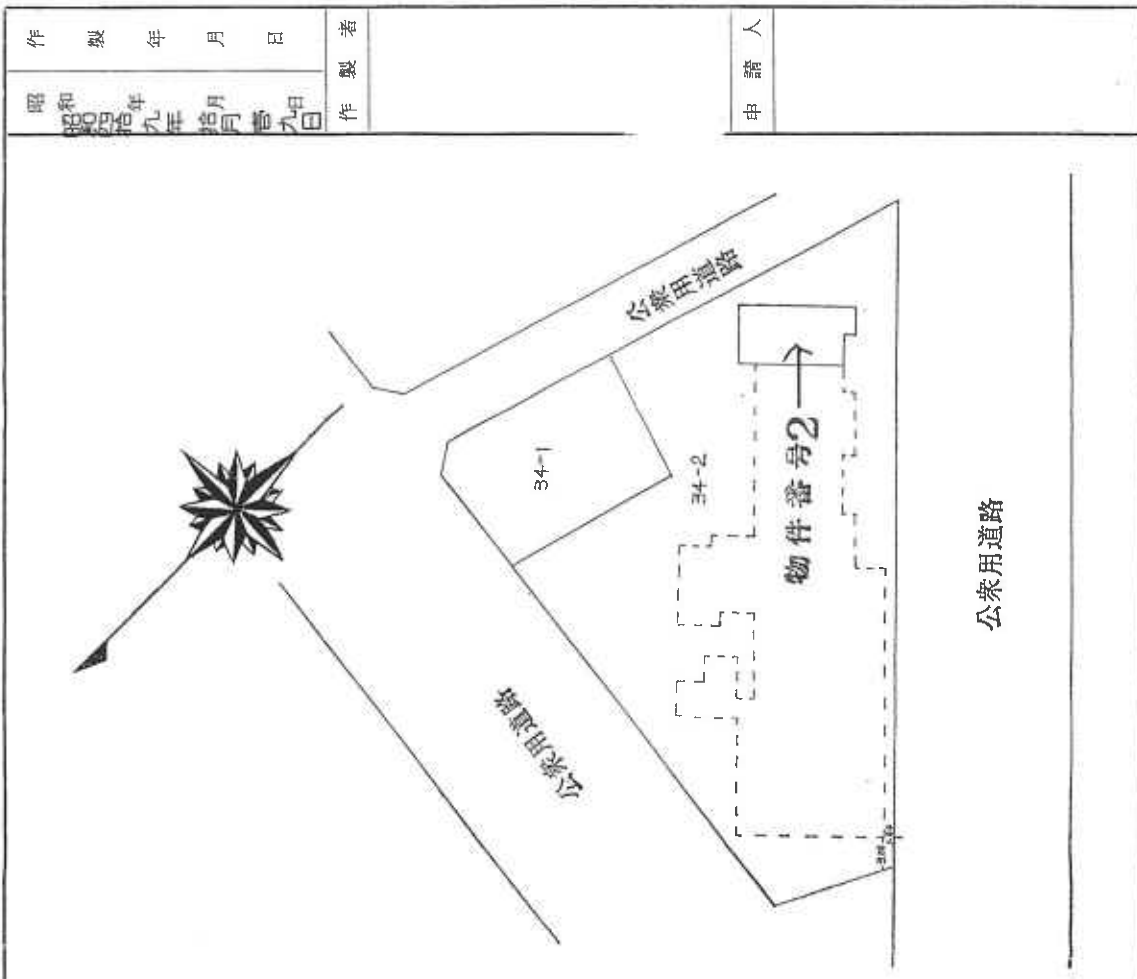 作製年月日
昭和四拾九年拾月壱九日
作製者
申請人
公衆用道路
34-1
34-2
物件番号2
公衆用道路
公衆用道路